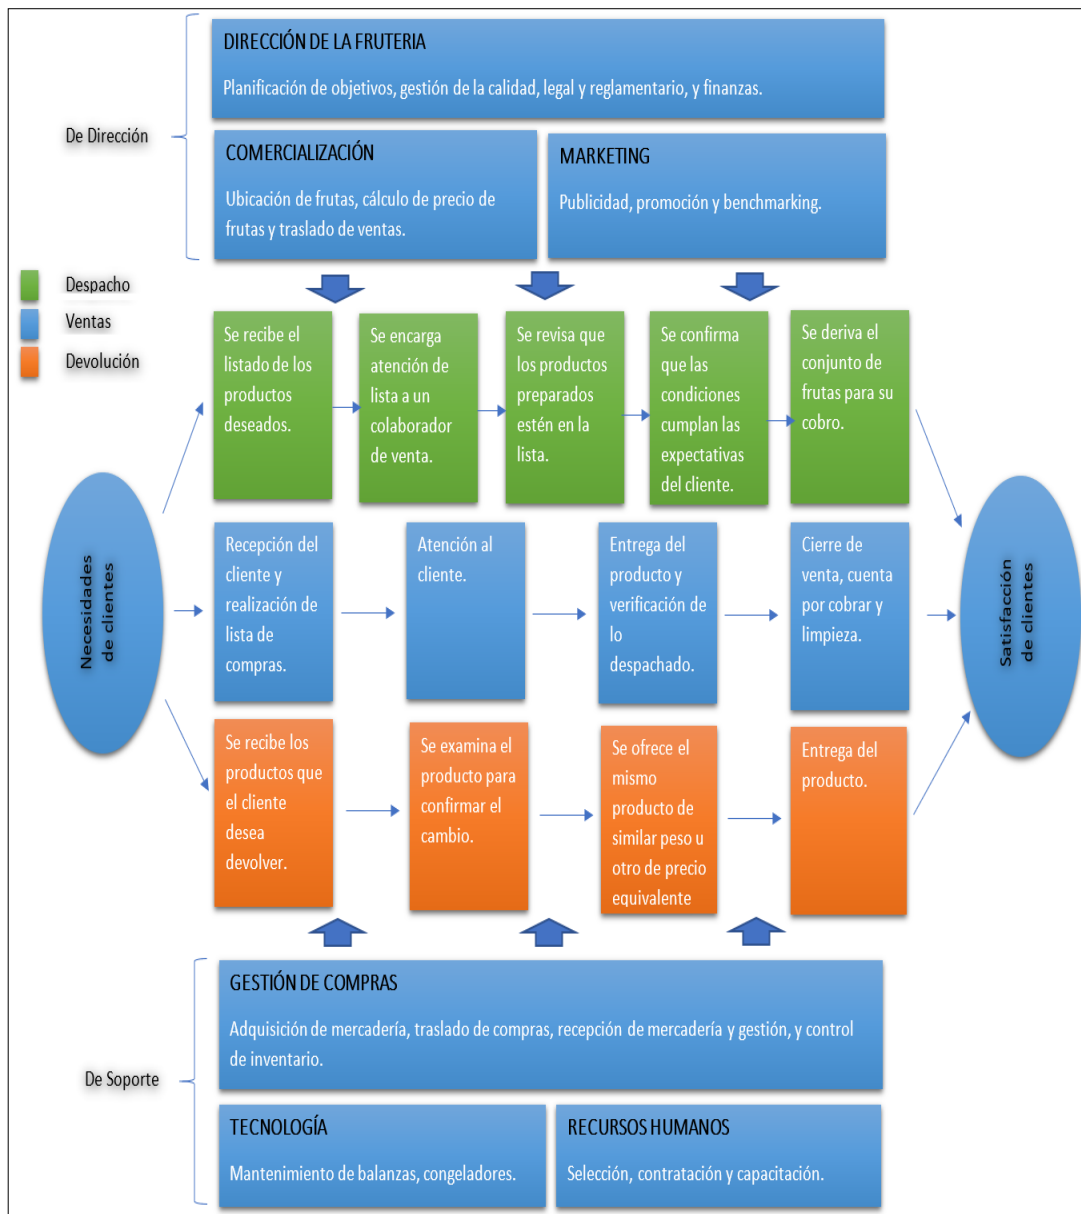 DIRECCIÓN DE LA FRUTERIA
Planificación de objetivos, gestión de la calidad, legal y reglamentario, y finanzas.
De Dirección
COMERCIALIZACIÓN
Ubicación de frutas, cálculo de precio de
frutas y traslado de ventas.
MARKETING
Publicidad, promoción y benchmarking.
Despacho
Ventas
Devolución
Se recibe el
listado de los
productos
deseados.
Se encarga
atención de
lista a un
colaborador
de venta.
Se revisa que
los productos
preparados
estén en la
lista.
Se confirma
que las
condiciones
cumplan las
expectativas
del cliente.
Se deriva el
conjunto de
frutas para su
cobro.
Necesidades
de clientes
Recepción del
cliente y
realización de
lista de
compras.
Atención al
cliente.
Entrega del
producto y
verificación de
lo
despachado.
Cierre de
venta, cuenta
por cobrar y
limpieza.
Satisfacción
de clientes
Se recibe los
productos que
el cliente
desea
devolver.
Se examina el
producto para
confirmar el
cambio.
Se ofrece el
mismo
producto de
similar peso u
otro de precio
equivalente
Entrega del
producto.
GESTIÓN DE COMPRAS
Adquisición de mercadería, traslado de compras, recepción de mercadería y gestión, y control
de inventario.
De Soporte
TECNOLOGÍA
Mantenimiento de balanzas, congeladores.
RECURSOS HUMANOS
Selección, contratación y capacitación.